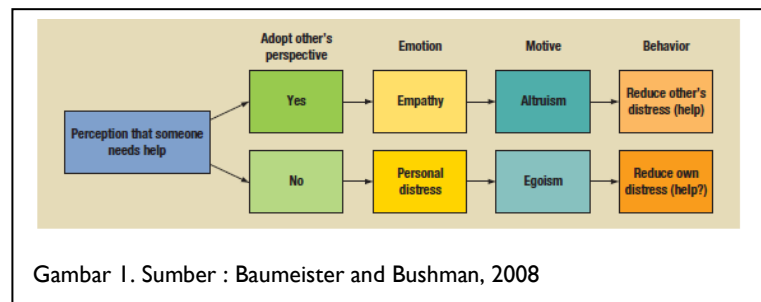 Adopt other's
perspective
Emotion
Motive
Behavior
Perception that someone
needs help
Yes
Empathy
Altruism
Reduce other's
distress (help)
No
Personal
distress
Egoism
Reduce own
distress (help?)
Gambar 1. Sumber : Baumeister and Bushman, 2008